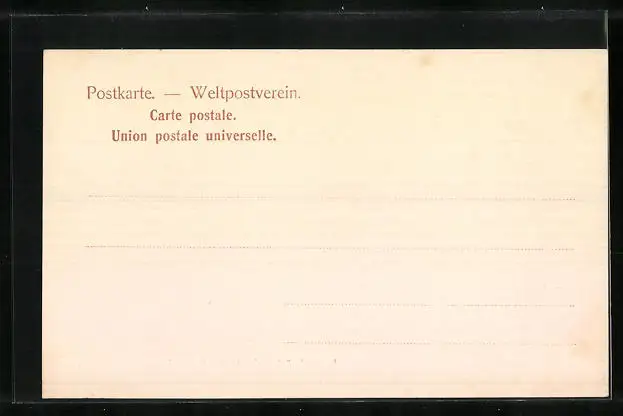 Postkarte. — Weltpostverein.
Carte postale.
Union postale universelle.